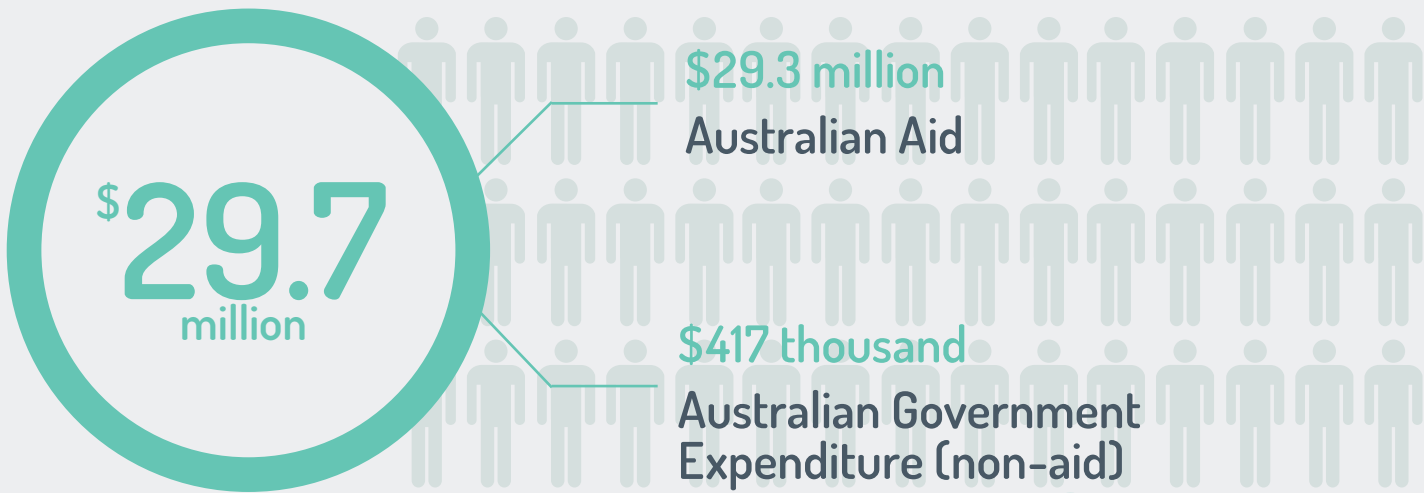 $29.7
million
$29.3 million
Australian Aid
$417 thousand
Australian Government
Expenditure (non-aid)